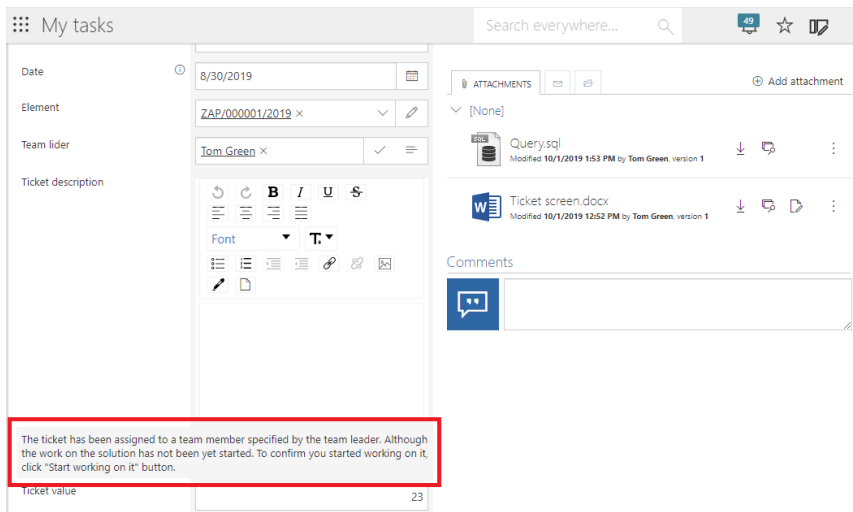 My tasks
Search everywhere...
49
Date
8/30/2019
Element
ZAP/000001/2019 ×
Team lider
Tom Green ×
Ticket description
B I U S
Font
T.
The ticket has been assigned to a team member specified by the team leader. Although
the work on the solution has not been yet started. To confirm you started working on it,
click "Start working on it" button.
Ticket value
23
ATTACHMENTS
Add attachment
[None]
SQL
Query.sql
Modified 10/1/2019 1:53 PM by Tom Green, version 1
W
Ticket screen.docx
Modified 10/1/2019 12:52 PM by Tom Green, version 1
Comments